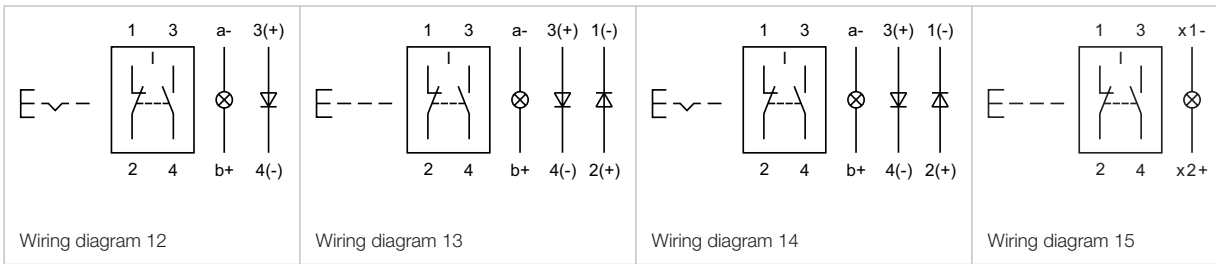 1 3 a- 3(+)
2 4 b+ 4(-)
Wiring diagram 12
1 3 a- 3(+) 1(-)
2 4 b+ 4(-) 2(+)
Wiring diagram 13
1 3 a- 3(+) 1(-)
2 4 b+ 4(-) 2(+)
Wiring diagram 14
1 3 x1-
2 4 x2+
Wiring diagram 15